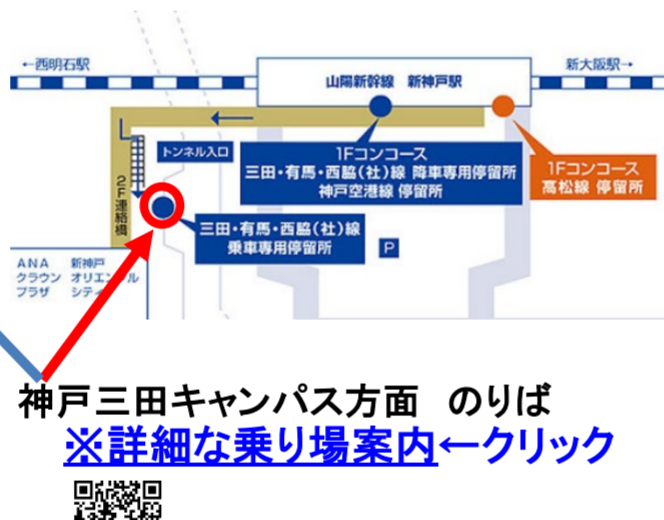 ←西明石駅
新大阪駅→
山陽新幹線 新神戸駅
トンネル入口
1Fコンコース
三田・有馬・西脇(社)線 降車専用停留所
神戸空港線 停留所
1Fコンコース
高松線 停留所
2F連絡橋
三田・有馬・西脇(社)線
乗車専用停留所
P
ANA 新神戸
クラウン オリエンタル
プラザ シティ
神戸三田キャンパス方面 のりば
※詳細な乗り場案内←クリック